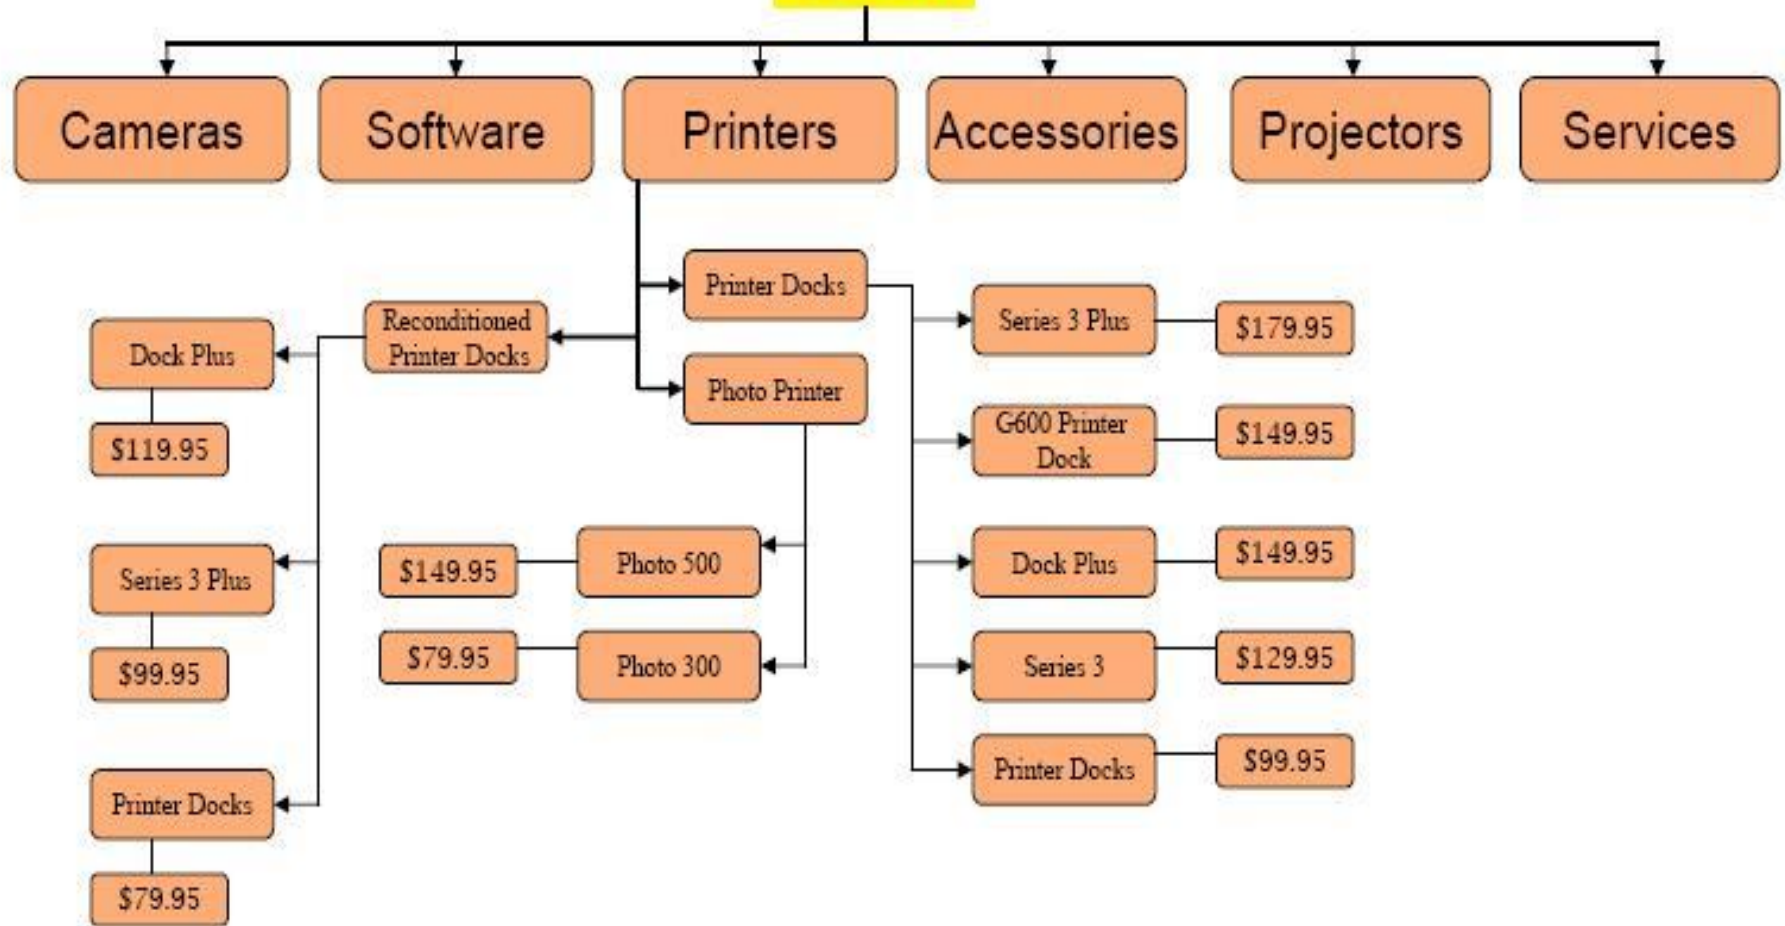 Cameras
Software
Printers
Accessories
Projectors
Services
Printer Docks
Reconditioned
Printer Docks
Photo Printer
Dock Plus
$119.95
Series 3 Plus
$99.95
Printer Docks
$79.95
Photo 500
$149.95
Photo 300
$79.95
Series 3 Plus
$179.95
G600 Printer
Dock
$149.95
Dock Plus
$149.95
Series 3
$129.95
Printer Docks
$99.95